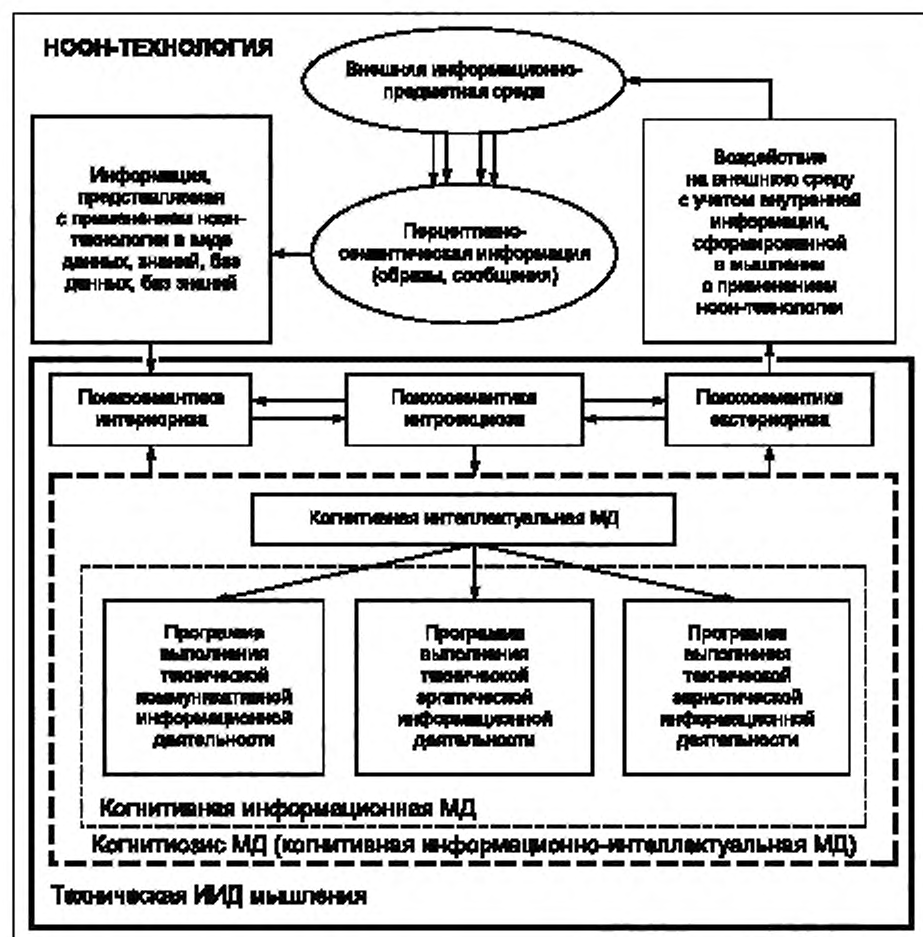 НООН-ТЕХНОЛОГИЯ
Внешняя информационно-
предметная среда
Информация,
представляемая
с применением ноон-
технологии в виде
данных, знаний, баз
данных, баз знаний
Перцептивно-
семантическая информация
(образы, сообщения)
Воздействие
на внешнюю среду
с учетом внутренней
информации,
сформированной
в мышлении
с применением
ноон-технологии
Психосемантика
интериориза
Психосемантика
интроякциоза
Психосемантика
экстериориза
Когнитивная интеллектуальная МД
Программа
выполнения
технической
коммуникативной
информационной
деятельности
Программа
выполнения
технической
эргатической
информационной
деятельности
Программа
выполнения
технической
эвристической
информационной
деятельности
Когнитивная информационная МД
Когнитиозис МД (когнитивная информационно-интеллектуальная МД)
Техническая ИИД мышления